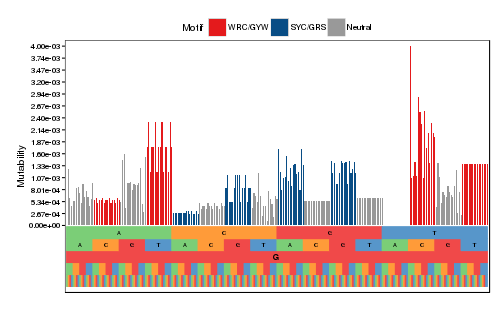 Motif WRC/GYW SYC/GRS Neutral
Mutability
4.00e-03
3.74e-03
3.47e-03
3.20e-03
2.94e-03
2.67e-03
2.40e-03
2.14e-03
1.87e-03
1.60e-03
1.33e-03
1.07e-03
8.01e-04
5.34e-04
2.67e-04
0.00e+00
A C G T
A C G T A C G T A C G T A C G T
G